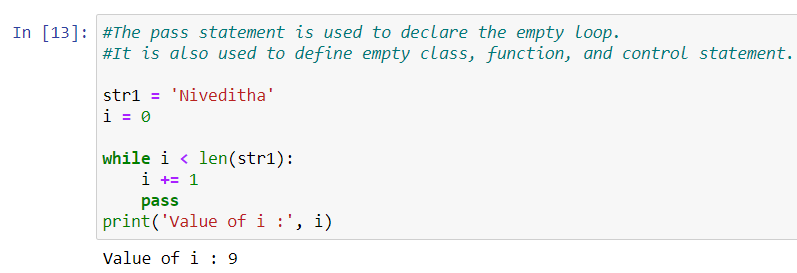 In [13]: #The pass statement is used to declare the empty loop.
#It is also used to define empty class, function, and control statement.
str1 = 'Niveditha'
i = 0
while i < len(str1):
    i += 1
    pass
print('Value of i :', i)
Value of i : 9